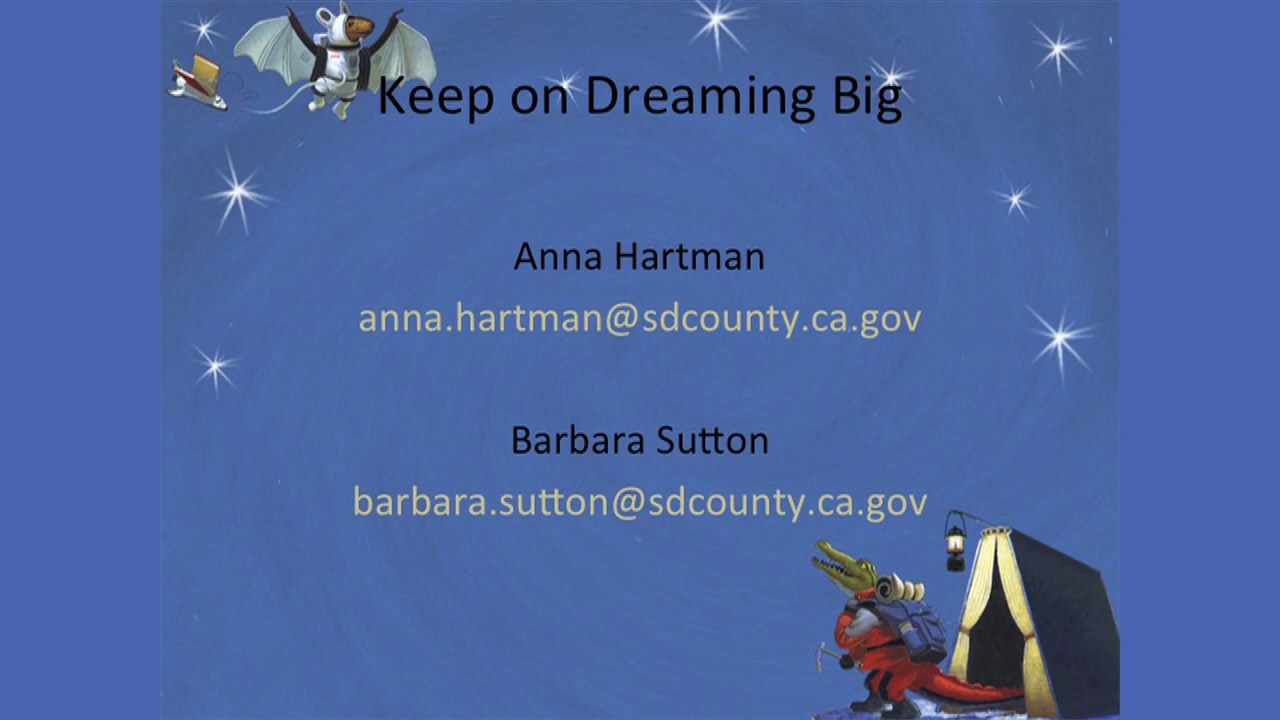 Keep on Dreaming Big
Anna Hartman
anna.hartman@sdcounty.ca.gov
Barbara Sutton
barbara.sutton@sdcounty.ca.gov